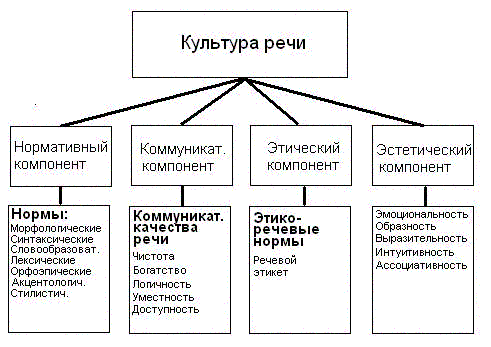 Культура речи
Нормативный
компонент
Коммуникат.
компонент
Этический
компонент
Эстетический
компонент
Нормы:
Морфологические
Синтаксические
Словообразоват.
Лексические
Орфоэпические
Акцентологич.
Стилистич.
Коммуникат.
качества
речи
Чистота
Богатство
Логичность
Уместность
Доступность
Этико-
речевые
нормы
Речевой
этикет
Эмоциональность
Образность
Выразительность
Интуитивность
Ассоциативность